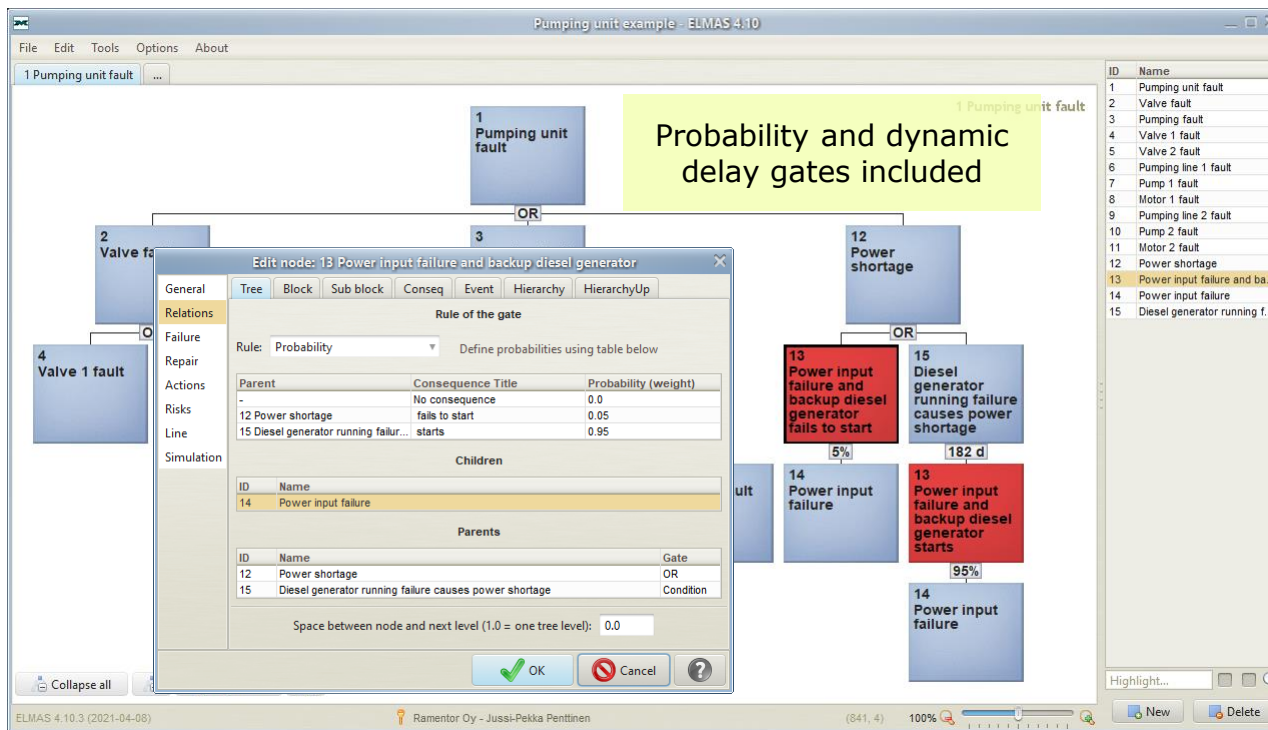 Pumping unit example - ELMAS 4.10
File Edit Tools Options About
1 Pumping unit fault ...
1 Pumping unit fault
Probability and dynamic
delay gates included
1
Pumping unit
fault
OR
2
Valve fa
3
12
Power
shortage
O
OR
4
Valve 1 fault
13
Power input
failure and
backup diesel
generator
fails to start
15
Diesel
generator
running failure
causes power
shortage
5%
182 d
ult
14
Power input
failure
13
Power input
failure and
backup diesel
generator
starts
95%
14
Power input
failure
Edit node: 13 Power input failure and backup diesel generator
General
Relations
Failure
Repair
Actions
Risks
Line
Simulation
Tree Block Sub block Conseq Event Hierarchy HierarchyUp
Rule of the gate
Rule: Probability Define probabilities using table below
Parent Consequence Title Probability (weight)
- No consequence 0.0
12 Power shortage fails to start 0.05
15 Diesel generator running failur... starts 0.95
Children
ID Name
14 Power input failure
Parents
ID Name Gate
12 Power shortage OR
15 Diesel generator running failure causes power shortage Condition
Space between node and next level (1.0 = one tree level): 0.0
OK Cancel ?
Collapse all
ID Name
1 Pumping unit fault
2 Valve fault
3 Pumping fault
4 Valve 1 fault
5 Valve 2 fault
6 Pumping line 1 fault
7 Pump 1 fault
8 Motor 1 fault
9 Pumping line 2 fault
10 Pump 2 fault
11 Motor 2 fault
12 Power shortage
13 Power input failure and ba.
14 Power input failure
15 Diesel generator running f.
Highlight...
New Delete
ELMAS 4.10.3 (2021-04-08) Ramentor Oy - Jussi-Pekka Penttinen (841, 4) 100%